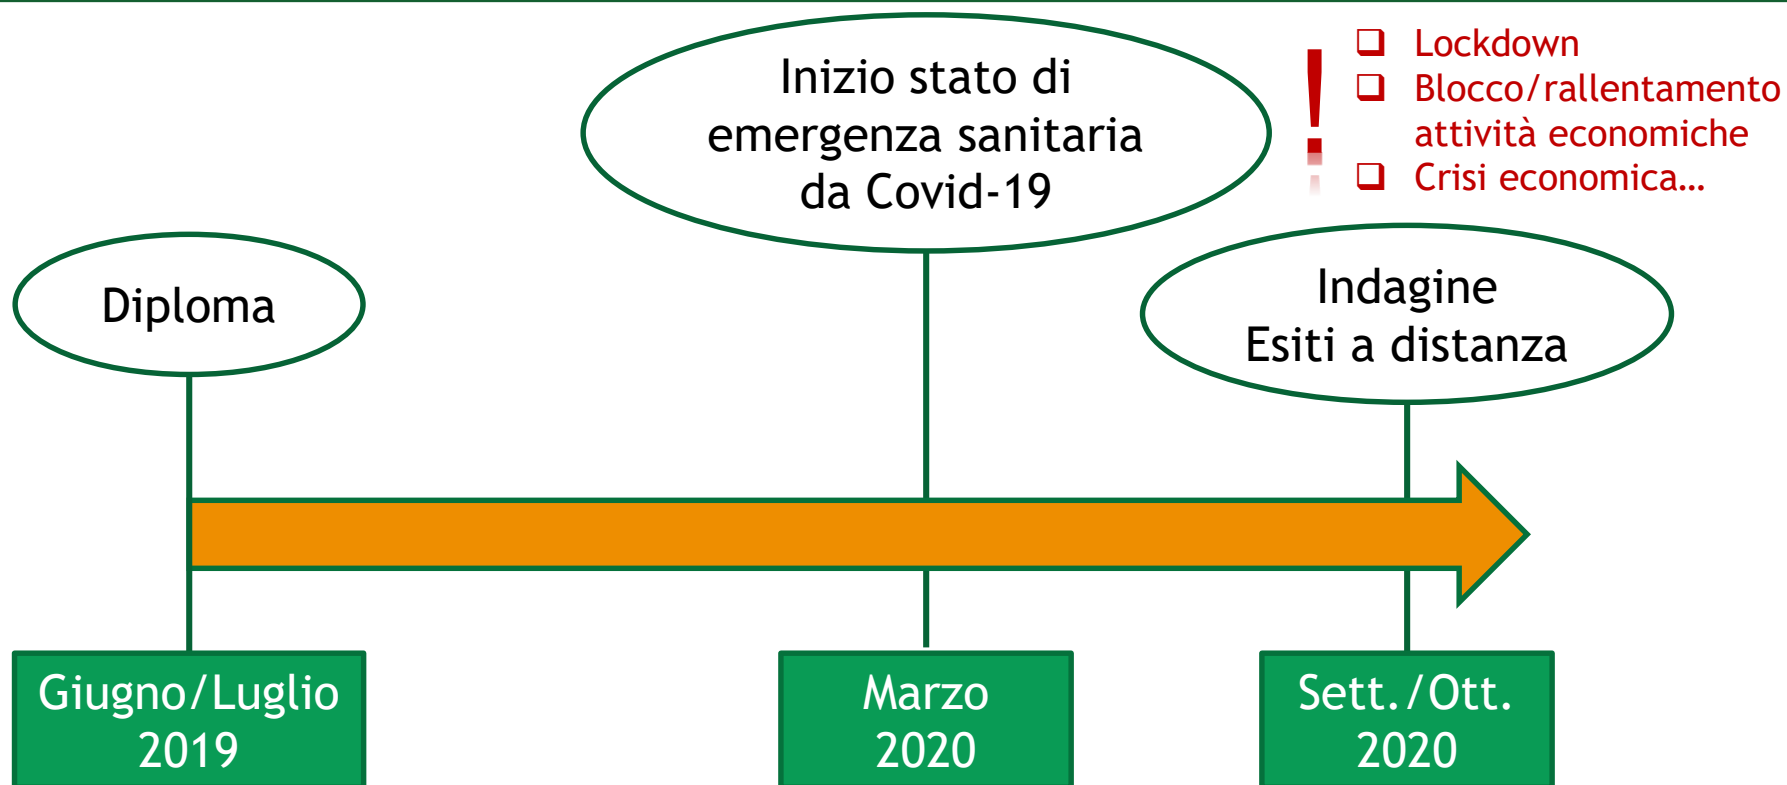 Inizio stato di
emergenza sanitaria
da Covid-19
!
❑ Lockdown
❑ Blocco/rallentamento
attività economiche
❑ Crisi economica…
Diploma
Indagine
Esiti a distanza
Giugno/Luglio
2019
Marzo
2020
Sett./Ott.
2020